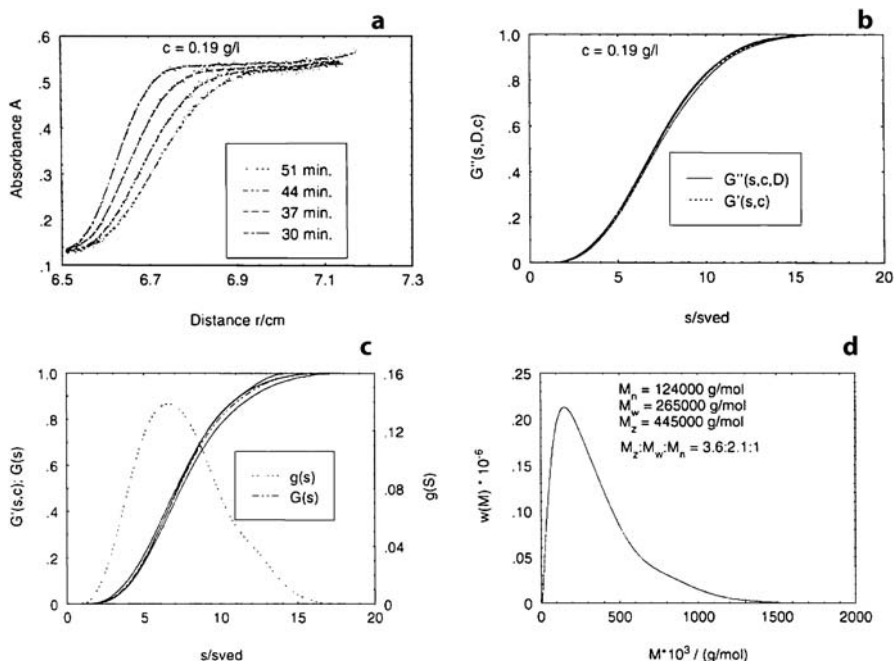 a
c = 0.19 g/l
Absorbance A
.6
.5
.4
.3
.2
.1
6.5
6.7
6.9
7.1
7.3
Distance r/cm
51 min.
44 min.
37 min.
30 min.
b
c = 0.19 g/l
G''(s,D,c)
1.0
.8
.6
.4
.2
0
0
5
10
15
20
s/sved
G''(s,c,D)
G'(s,c)
c
G'(s,c): G(s)
1.0
.8
.6
.4
.2
0
0
5
10
15
20
s/sved
.16
.12
.08
.04
0
g(S)
g(s)
G(s)
d
w(M) * 10-6
.25
.20
.15
.10
.05
0
0
500
1000
1500
2000
M*103 / (g/mol)
Mn = 124000 g/mol
Mw = 265000 g/mol
Mz = 445000 g/mol
Mz:Mw:Mn = 3.6:2.1:1